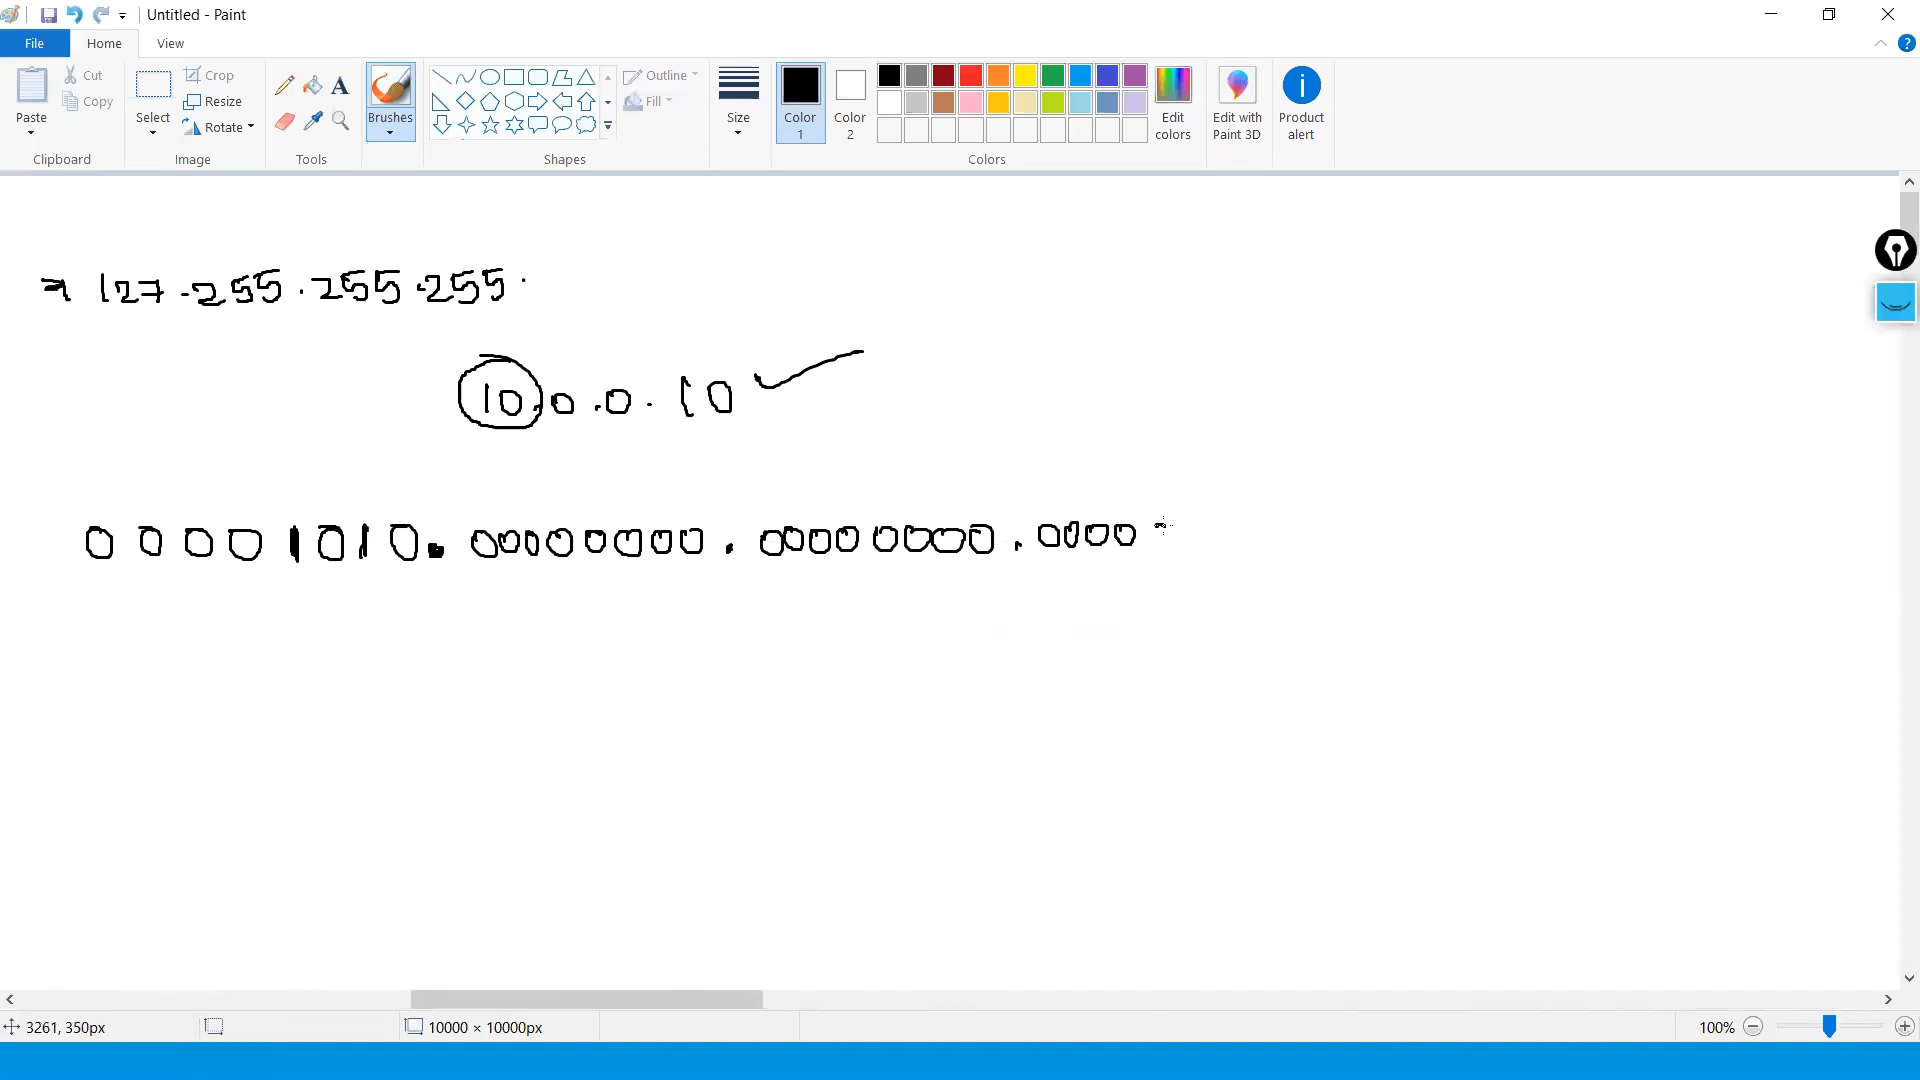 Untitled - Paint
File Home View
Paste Cut Copy Select Crop Resize Rotate Brushes Outline Fill Size Color 1 Color 2 Edit colors Edit with Paint 3D Product alert
Clipboard Image Tools Shapes Colors
127.255.255.255.
10.0.0.10
00001010.00000000.00000000.0000
3261, 350px 10000 × 10000px 100%